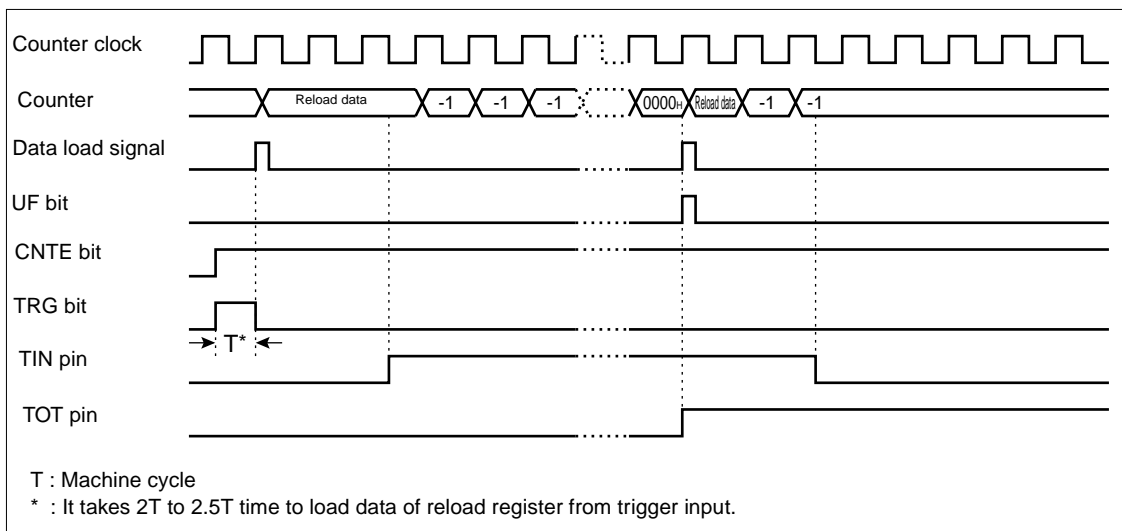 Counter clock
Counter
Reload data -1 -1 -1 0000H Reload data -1 -1
Data load signal
UF bit
CNTE bit
TRG bit
T*
TIN pin
TOT pin
T : Machine cycle
* : It takes 2T to 2.5T time to load data of reload register from trigger input.